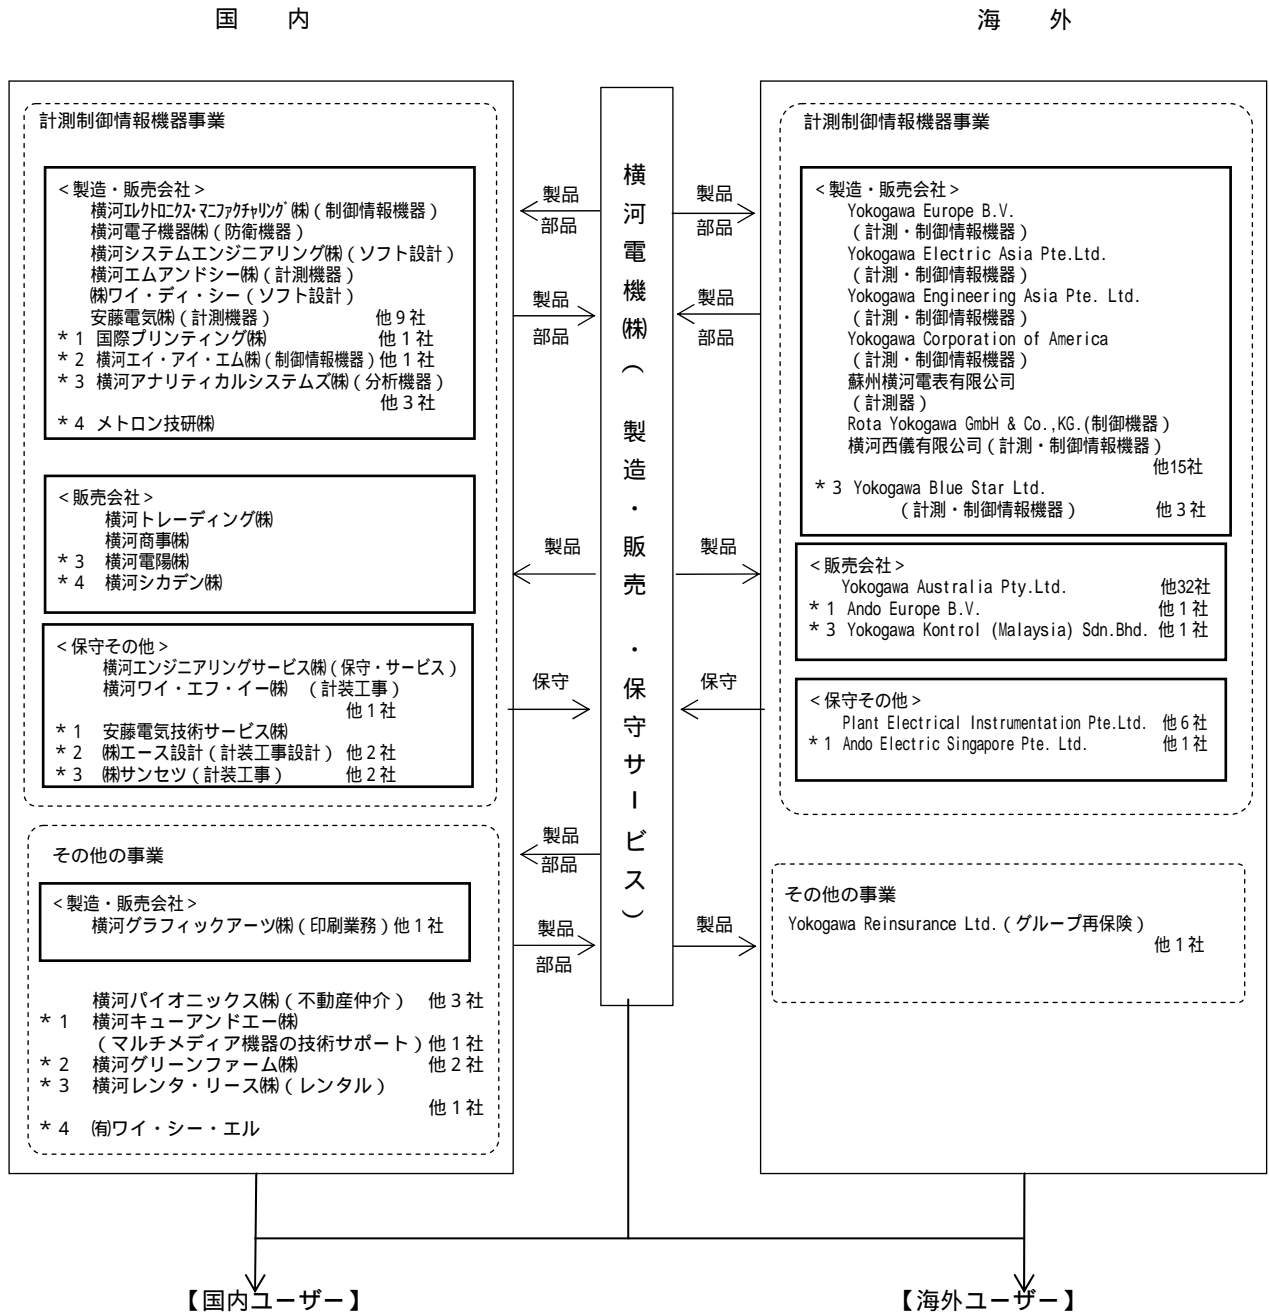 国　内
計測制御情報機器事業
＜製造・販売会社＞
横河ｴﾚｸﾄﾛﾆｸｽ･ﾏﾆﾌｧｸﾁｬﾘﾝｸﾞ㈱（制御情報機器）
横河電子機器㈱（防衛機器）
横河システムエンジニアリング㈱（ソフト設計）
横河エムアンドシー㈱（計測機器）
㈱ワイ・ディ・シー（ソフト設計）
安藤電気㈱（計測機器）　他９社
＊１ 国際プリンティング㈱　他１社
＊２ 横河エイ・アイ・エム㈱（制御情報機器）他１社
＊３ 横河アナリティカルシステムズ㈱（分析機器）
他３社
＊４ メトロン技研㈱
＜販売会社＞
横河トレーディング㈱
横河商事㈱
＊３ 横河電陽㈱
＊４ 横河シカデン㈱
＜保守その他＞
横河エンジニアリングサービス㈱（保守・サービス）
横河ワイ・エフ・イー㈱　（計装工事）
他１社
＊１ 安藤電気技術サービス㈱
＊２ ㈱エース設計（計装工事設計）他２社
＊３ ㈱サンセツ（計装工事）　他２社
その他の事業
＜製造・販売会社＞
横河グラフィックアーツ㈱（印刷業務）他１社
横河パイオニックス㈱（不動産仲介）　他３社
＊１ 横河キューアンドエー㈱
（マルチメディア機器の技術サポート）他１社
＊２ 横河グリーンファーム㈱　他２社
＊３ 横河レンタ・リース㈱（レンタル）
他１社
＊４ ㈲ワイ・シー・エル
製品
部品
製品
部品
製品
保守
製品
部品
製品
部品
横河電機㈱（製造・販売・保守サービス）
製品
部品
製品
部品
製品
保守
製品
海　外
計測制御情報機器事業
＜製造・販売会社＞
Yokogawa Europe B.V.
（計測・制御情報機器）
Yokogawa Electric Asia Pte.Ltd.
（計測・制御情報機器）
Yokogawa Engineering Asia Pte. Ltd.
（計測・制御情報機器）
Yokogawa Corporation of America
（計測・制御情報機器）
蘇州横河電表有限公司
（計測器）
Rota Yokogawa GmbH & Co.,KG.(制御機器）
横河西儀有限公司（計測・制御情報機器）
他15社
＊３ Yokogawa Blue Star Ltd.
（計測・制御情報機器）　他３社
＜販売会社＞
Yokogawa Australia Pty.Ltd.　他32社
＊１ Ando Europe B.V.　他１社
＊３ Yokogawa Kontrol (Malaysia) Sdn.Bhd. 他１社
＜保守その他＞
Plant Electrical Instrumentation Pte.Ltd. 他６社
＊１ Ando Electric Singapore Pte. Ltd.　他１社
その他の事業
Yokogawa Reinsurance Ltd.（グループ再保険）
他１社
【国内ユーザー】
【海外ユーザー】